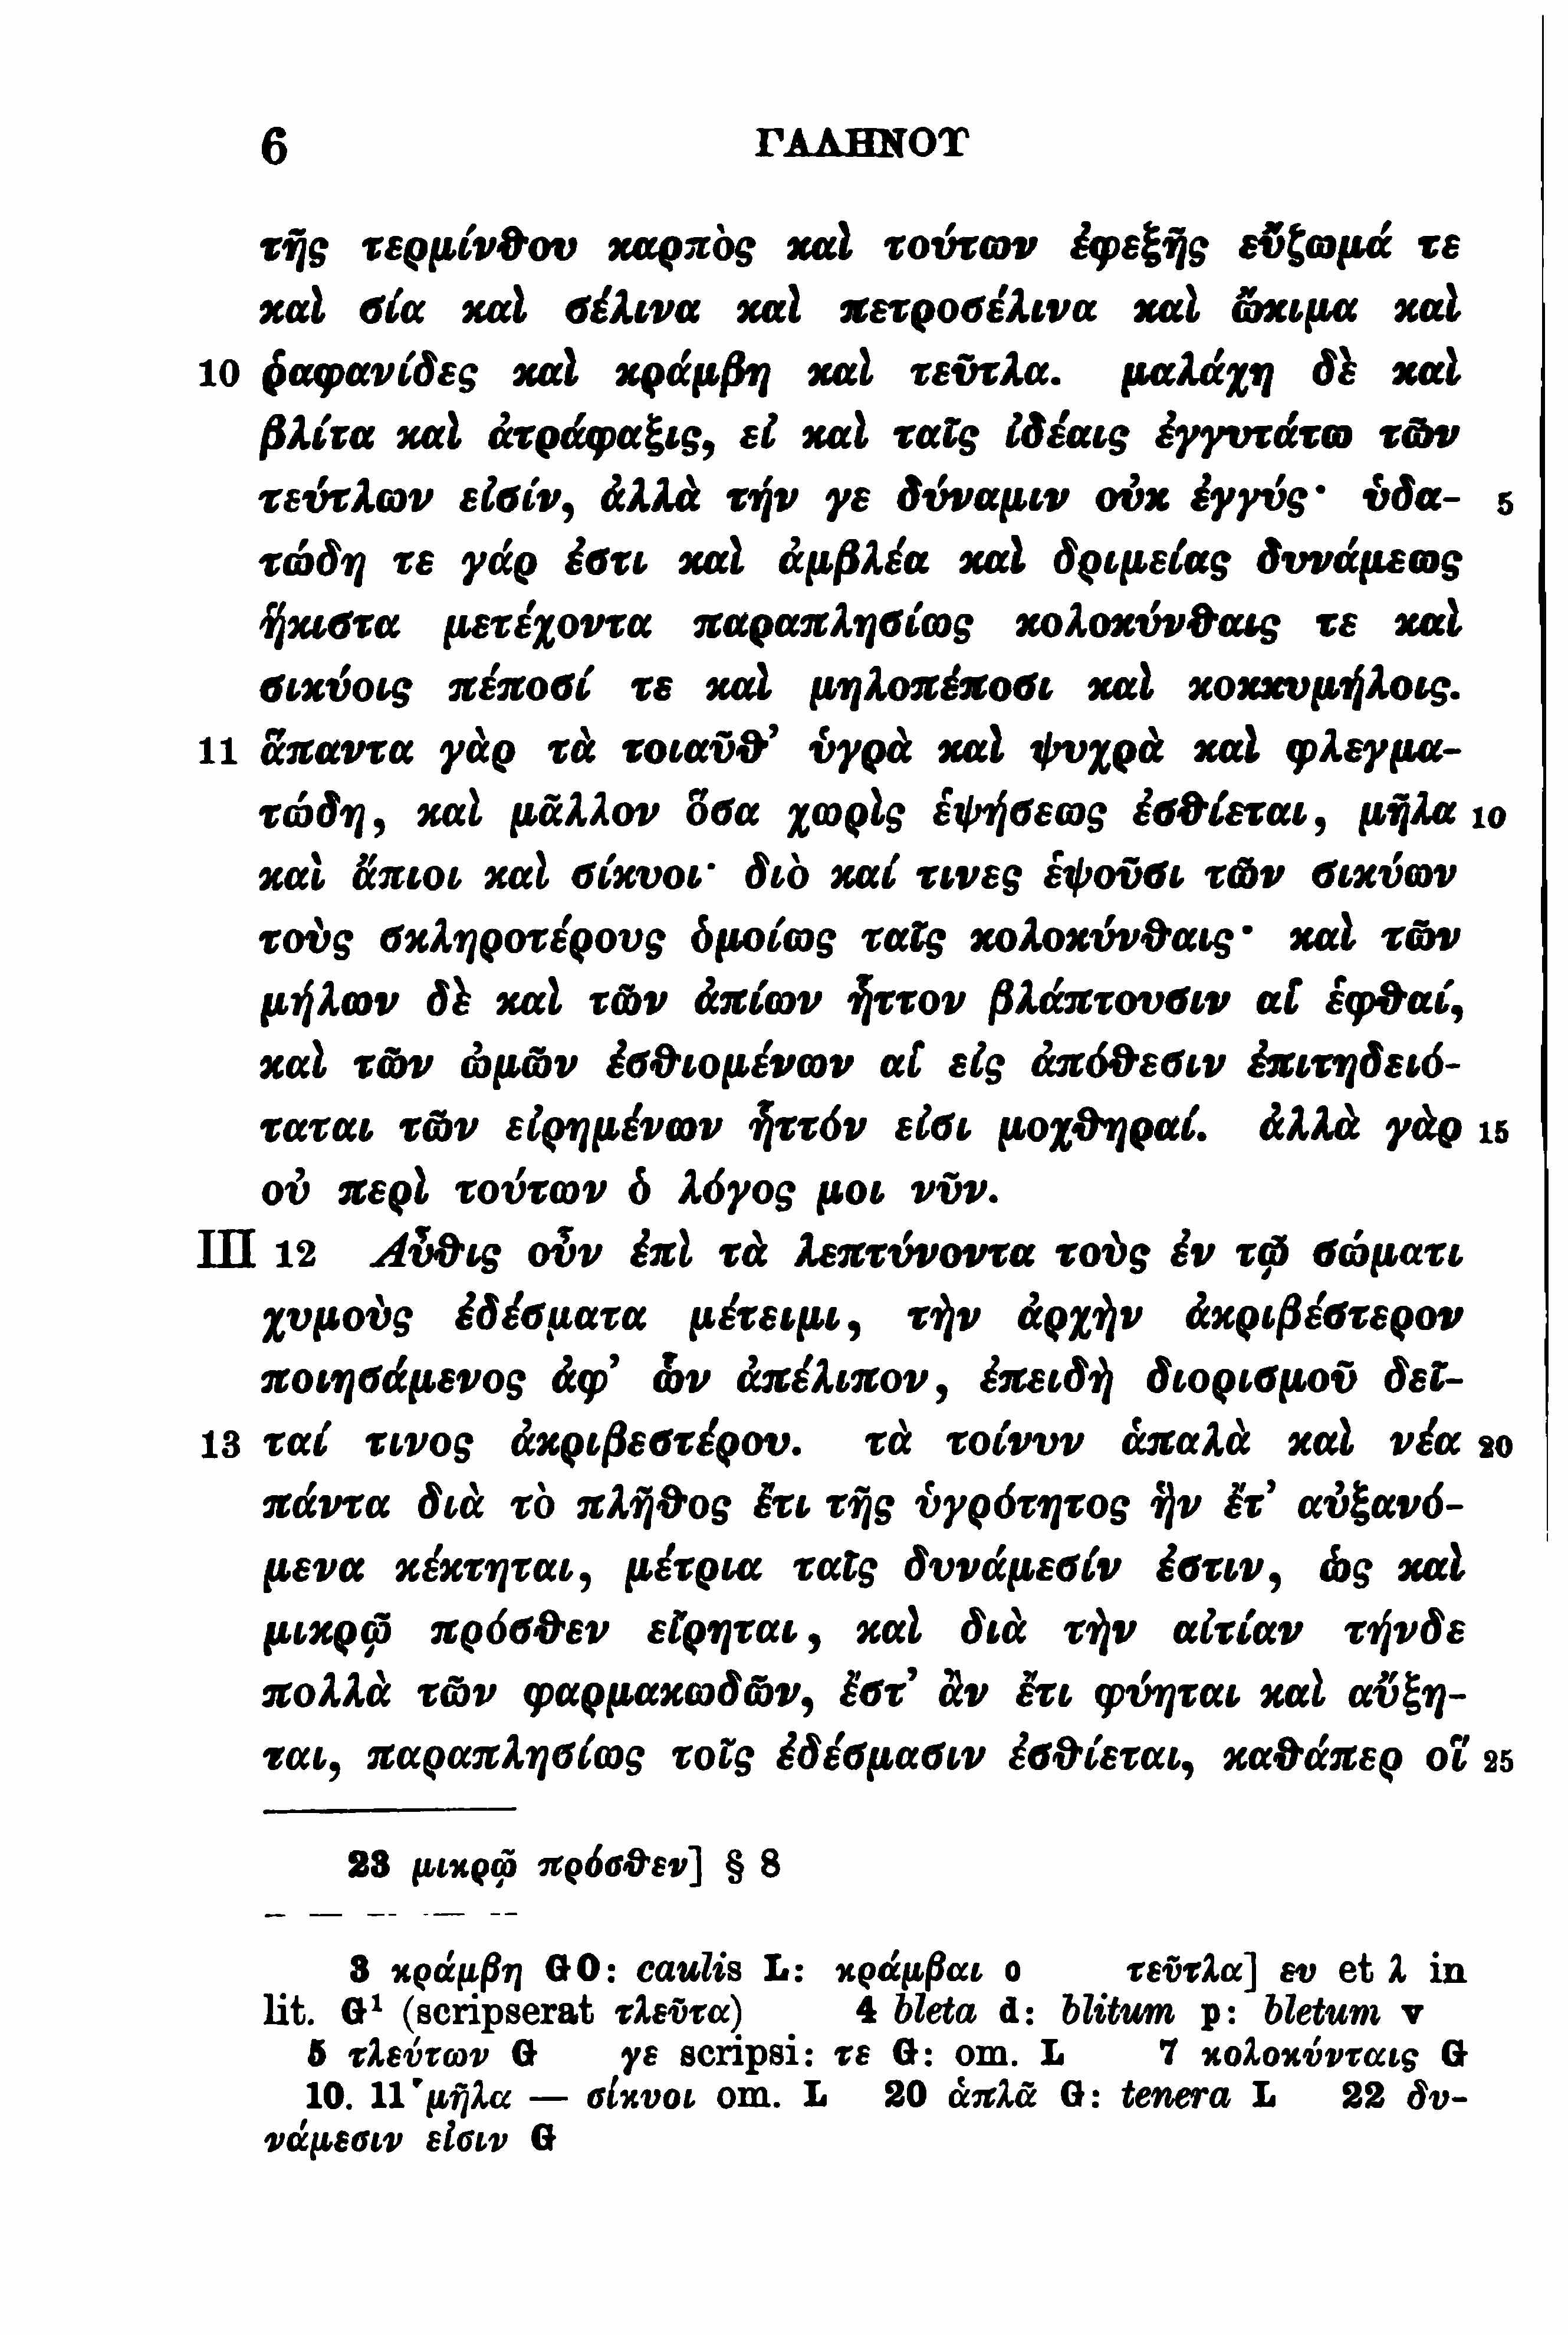 6 ΓΑΛΗΝΟΥ
τῆς τερμίνθου καρπὸς καὶ τούτων ἐφεξῆς εὔζωμά τε
καὶ σία καὶ σέλινα καὶ πετροσέλινα καὶ ὤκιμα καὶ
10 ῥαφανίδες καὶ κράμβη καὶ τεῦτλα. μαλάχη δὲ καὶ
βλίτα καὶ ἀτράφαξις, εἰ καὶ ταῖς ἰδέαις ἐγγυτάτω τῶν
τεύτλων εἰσίν, ἀλλὰ τήν γε δύναμιν οὐκ ἐγγύς· ὑδα- 5
τώδη τε γάρ ἐστι καὶ ἀμβλέα καὶ δριμείας δυνάμεως
ἥκιστα μετέχοντα παραπλησίως κολοκύνθαις τε καὶ
σικύοις πέποσί τε καὶ μηλοπέποσι καὶ κοκκυμήλοις.
11 ἅπαντα γὰρ τὰ τοιαῦθ’ ὑγρὰ καὶ ψυχρὰ καὶ φλεγμα-
τώδη, καὶ μᾶλλον ὅσα χωρὶς ἑψήσεως ἐσθίεται, μῆλα 10
καὶ ἄπιοι καὶ σίκυοι· διὸ καί τινες ἑψοῦσι τῶν σικύων
τοὺς σκληροτέρους ὁμοίως ταῖς κολοκύνθαις· καὶ τῶν
μήλων δὲ καὶ τῶν ἀπίων ἧττον βλάπτουσιν αἱ ἑφθαί,
καὶ τῶν ὠμῶν ἐσθιομένων αἱ εἰς ἀπόθεσιν ἐπιτηδειό-
ταται τῶν εἰρημένων ἧττόν εἰσι μοχθηραί. ἀλλὰ γὰρ 15
οὐ περὶ τούτων ὁ λόγος μοι νῦν.
III 12 Αὖθις οὖν ἐπὶ τὰ λεπτύνοντα τοὺς ἐν τῷ σώματι
χυμοὺς ἐδέσματα μέτειμι, τὴν ἀρχὴν ἀκριβέστερον
ποιησάμενος ἀφ’ ὧν ἀπέλιπον, ἐπειδὴ διορισμοῦ δεῖ-
13 ταί τινος ἀκριβεστέρου. τὰ τοίνυν ἁπαλὰ καὶ νέα 20
πάντα διὰ τὸ πλῆθος ἔτι τῆς ὑγρότητος ἣν ἔτ’ αὐξανό-
μενα κέκτηται, μέτρια ταῖς δυνάμεσίν ἐστιν, ὡς καὶ
μικρῷ πρόσθεν εἴρηται, καὶ διὰ τὴν αἰτίαν τήνδε
πολλὰ τῶν φαρμακωδῶν, ἔστ’ ἂν ἔτι φύηται καὶ αὔξη-
ται, παραπλησίως τοῖς ἐδέσμασιν ἐσθίεται, καθάπερ οἵ 25
23 μικρῷ πρόσθεν] § 8
3 κράμβη GO: caulis L: κράμβαι o τεῦτλα] ευ et λ in
lit. G¹ (scripserat τλεῦτα) 4 bleta d: blitum p: bletum v
5 τλεύτων G γε scripsi: τε G: om. L 7 κολοκύνταις G
10. 11 μῆλα — σίκυοι om. L 20 ἁπλᾶ G: tenera L 22 δυ-
νάμεσιν εἰσιν G